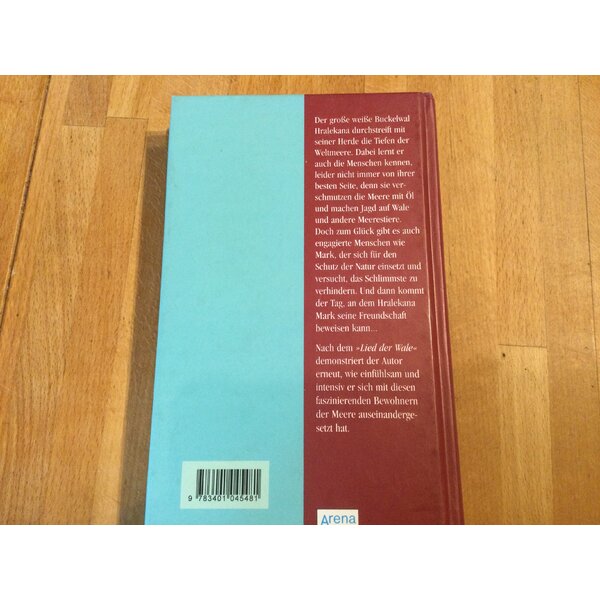 Der große weiße Buckelwal
Hralekana durchstreift mit
seiner Herde die Tiefen der
Weltmeere. Dabei lernt er
auch die Menschen kennen,
leider nicht immer von ihrer
besten Seite, denn sie ver-
schmutzen die Meere mit Öl
und machen Jagd auf Wale
und andere Meerestiere.
Doch zum Glück gibt es auch
engagierte Menschen wie
Mark, der sich für den
Schutz der Natur einsetzt und
versucht, das Schlimmste zu
verhindern. Und dann kommt
der Tag, an dem Hralekana
Mark seine Freundschaft
beweisen kann...
Nach dem »Lied der Wale«
demonstriert der Autor
erneut, wie einfühlsam und
intensiv er sich mit diesen
faszinierenden Bewohnern
der Meere auseinanderge-
setzt hat.
9 783401 045481
Arena